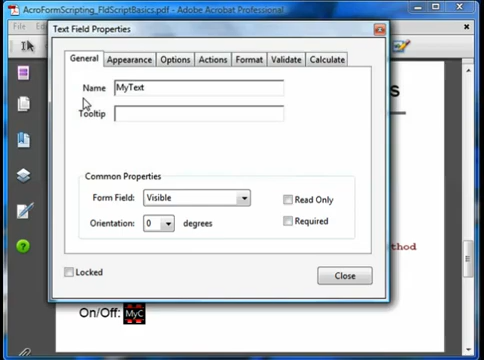 AcroFormScripting_FldScriptBasics.pdf - Adobe Acrobat Professional
Text Field Properties
General Appearance Options Actions Format Validate Calculate
Name MyText
Tooltip
Common Properties
Form Field: Visible Read Only
Orientation: 0 degrees Required
Locked Close
On/Off: MyC